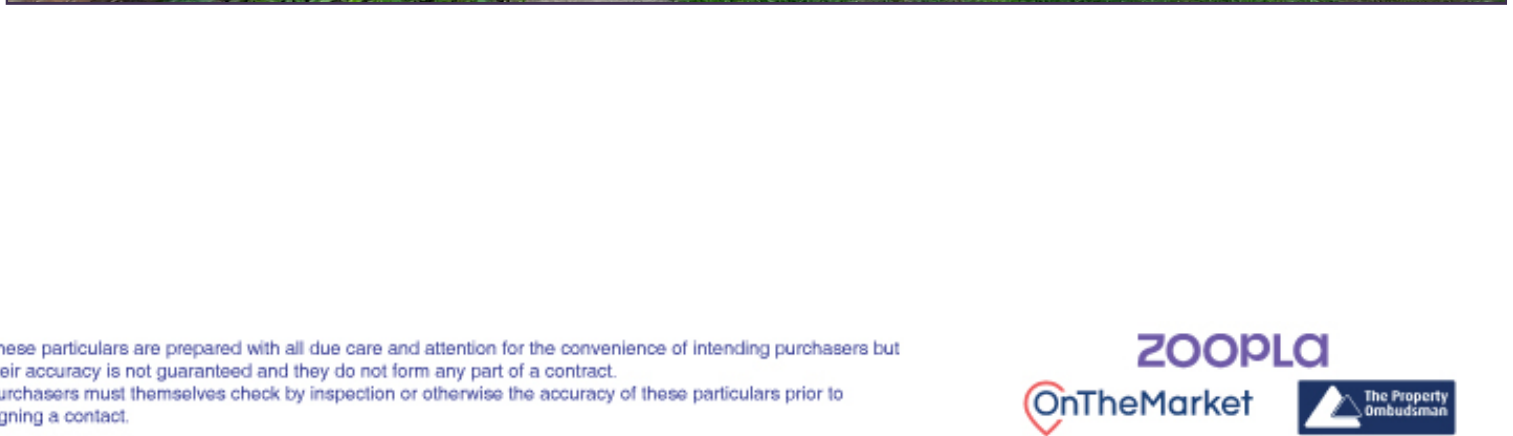 hese particulars are prepared with all due care and attention for the convenience of intending purchasers but
eir accuracy is not guaranteed and they do not form any part of a contract.
urchasers must themselves check by inspection or otherwise the accuracy of these particulars prior to
gning a contact.
ZOOPLA
OnTheMarket
The Property
Ombudsman